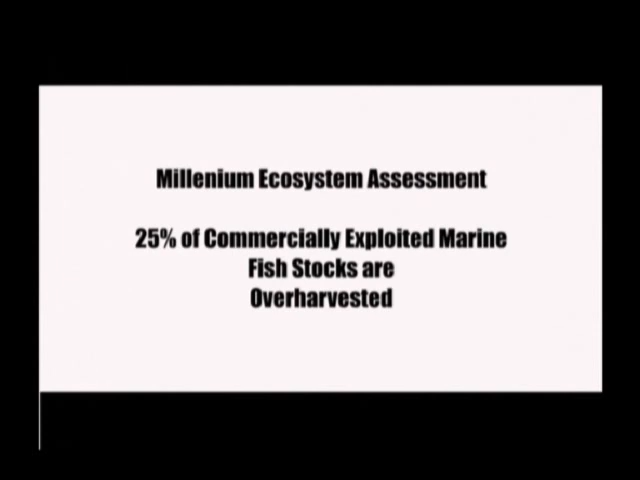 Millenium Ecosystem Assessment
25% of Commercially Exploited Marine
Fish Stocks are
Overharvested